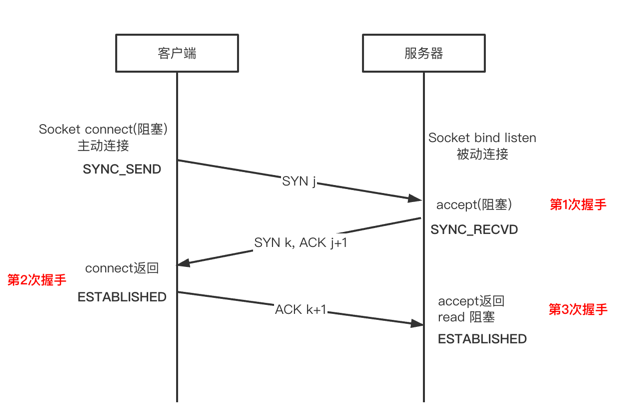 客户端
服务器
Socket connect(阻塞)
主动连接
SYNC_SEND
Socket bind listen
被动连接
SYN j
accept(阻塞)
第1次握手
SYNC_RECVD
SYN k, ACK j+1
connect返回
第2次握手
ESTABLISHED
ACK k+1
accept返回
read 阻塞
第3次握手
ESTABLISHED